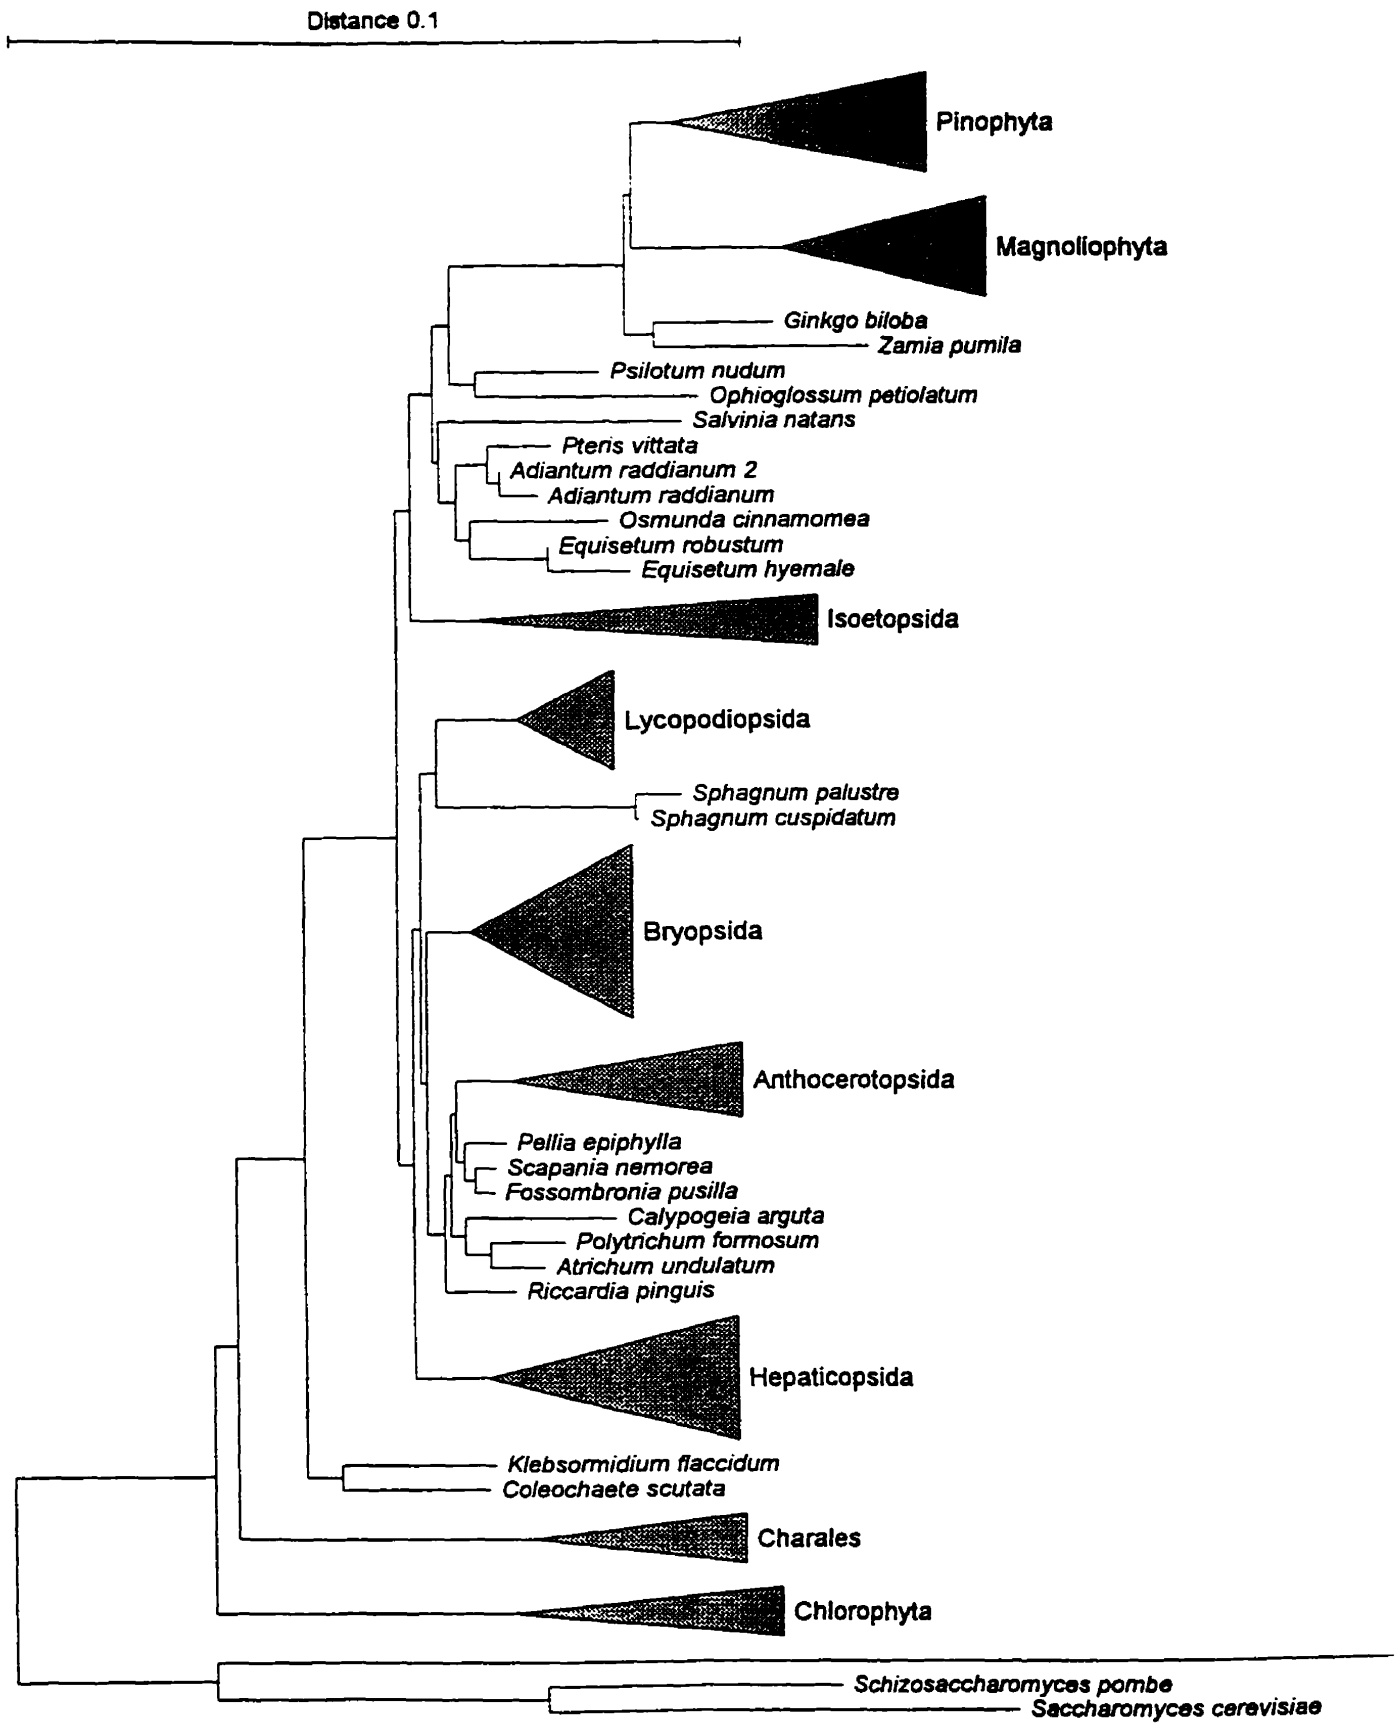 Distance 0.1
Pinophyta
Magnoliophyta
Ginkgo biloba
Zamia pumila
Psilotum nudum
Ophioglossum petiolatum
Salvinia natans
Pteris vittata
Adiantum raddianum 2
Adiantum raddianum
Osmunda cinnamomea
Equisetum robustum
Equisetum hyemale
Isoetopsida
Lycopodiopsida
Sphagnum palustre
Sphagnum cuspidatum
Bryopsida
Anthocerotopsida
Pellia epiphylla
Scapania nemorea
Fossombronia pusilla
Calypogeia arguta
Polytrichum formosum
Atrichum undulatum
Riccardia pinguis
Hepaticopsida
Klebsormidium flaccidum
Coleochaete scutata
Charales
Chlorophyta
Schizosaccharomyces pombe
Saccharomyces cerevisiae